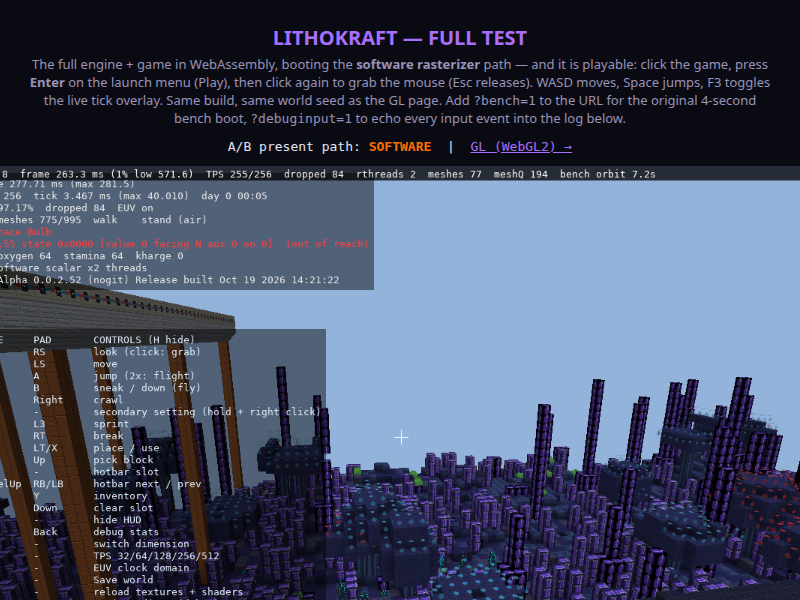 LITHOKRAFT — FULL TEST
The full engine + game in WebAssembly, booting the software rasterizer path — and it is playable: click the game, press
Enter on the launch menu (Play), then click again to grab the mouse (Esc releases). WASD moves, Space jumps, F3 toggles
the live tick overlay. Same build, same world seed as the GL page. Add ?bench=1 to the URL for the original 4-second
bench boot, ?debuginput=1 to echo every input event into the log below.
A/B present path: SOFTWARE | GL (WebGL2) →
8 frame 263.3 ms (1% low 571.6) TPS 255/256 dropped 84 rthreads 2 meshes 77 meshQ 194 bench orbit 7.2s
277.71 ms (max 281.5)
256 tick 3.467 ms (max 40.010) day 0 00:05
97.17% dropped 84 EUV on
meshes 775/995 walk stand (air)
race Bulb
,55 state 0x0000 [value 0 facing N aux 0 on 0] (out of reach)
oxygen 64 stamina 64 kharge 0
oftware scalar x2 threads
Alpha 0.0.2.52 (nogit) Release built Oct 19 2026 14:21:22
E PAD CONTROLS (H hide)
RS look (click: grab)
LS move
A jump (2x: flight)
B sneak / down (fly)
Right crawl
- secondary setting (hold + right click)
L3 sprint
RT break
LT/X place / use
Up pick block
- hotbar slot
elUp RB/LB hotbar next / prev
Y inventory
Down clear slot
- hide HUD
Back debug stats
- switch dimension
- TPS 32/64/128/256/512
- EUV clock domain
- Save world
- reload textures + shaders